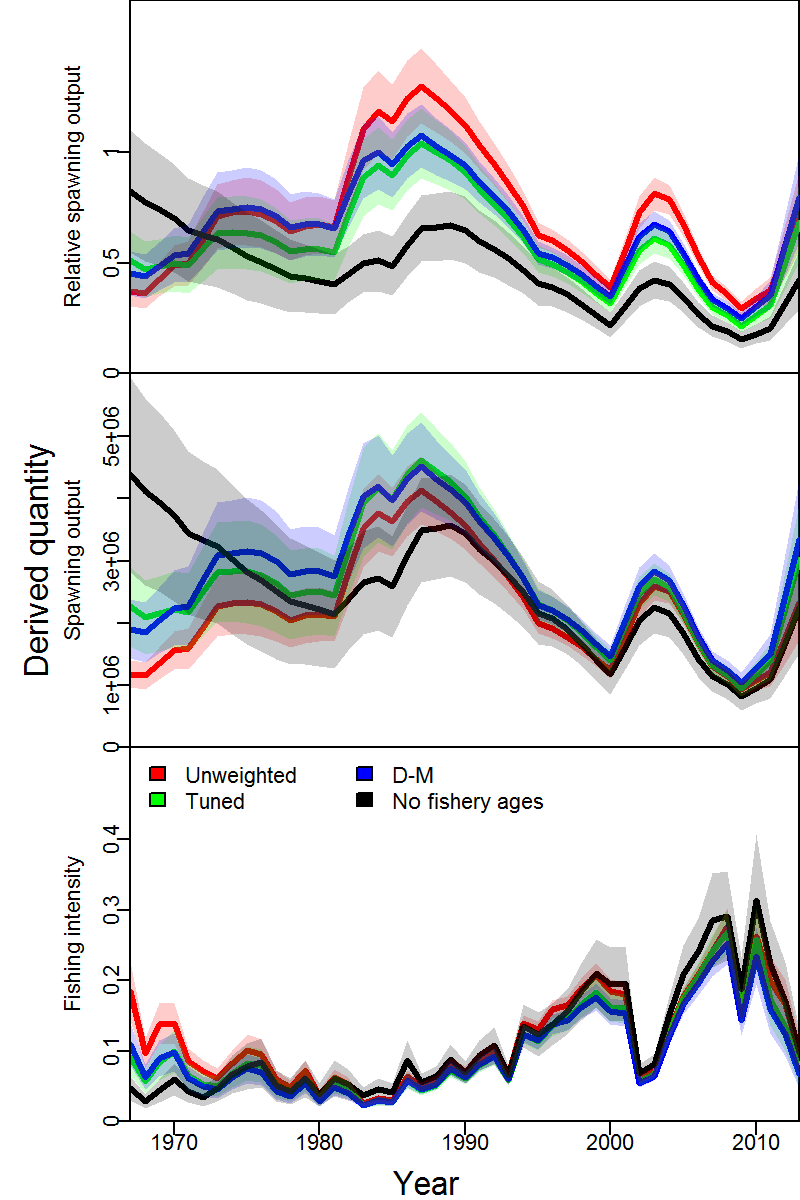 Derived quantity
Relative spawning output
0 0.5 1
Spawning output
0 1e+06 3e+06 5e+06
Unweighted D-M
Tuned No fishery ages
Fishing intensity
0 0.1 0.2 0.3 0.4
1970 1980 1990 2000 2010
Year